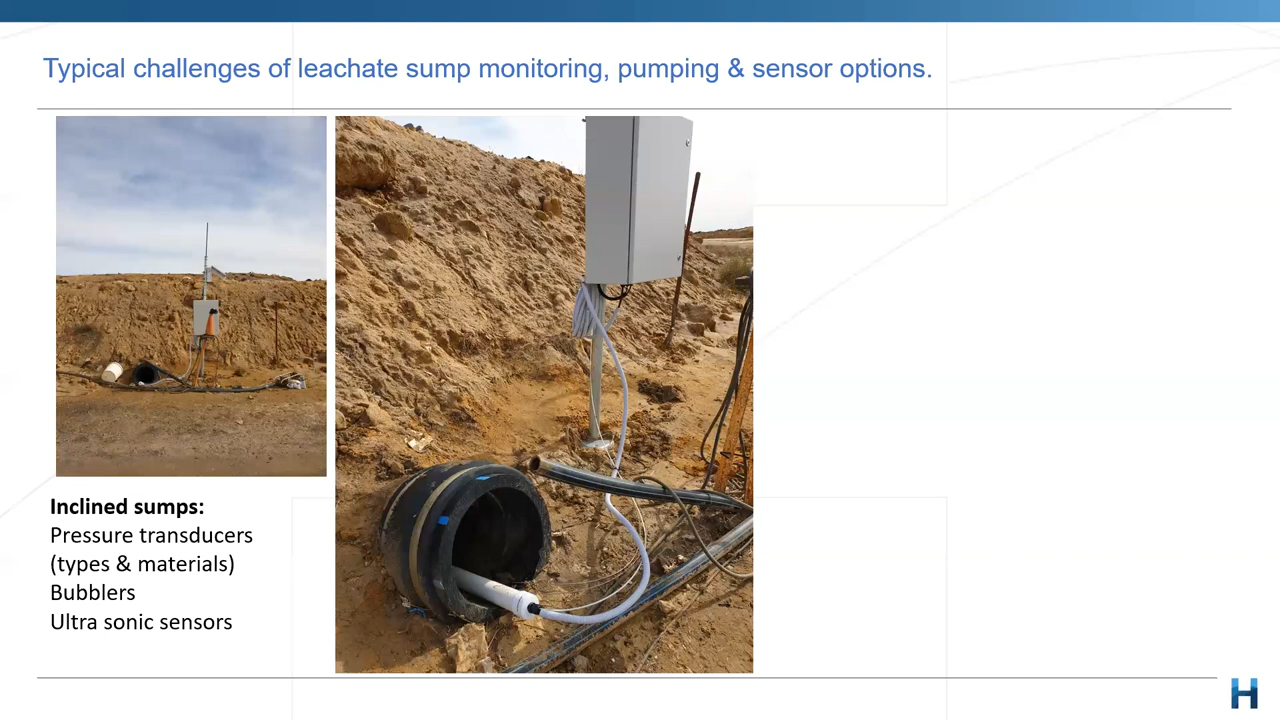 Typical challenges of leachate sump monitoring, pumping & sensor options.
Inclined sumps:
Pressure transducers
(types & materials)
Bubblers
Ultra sonic sensors
H